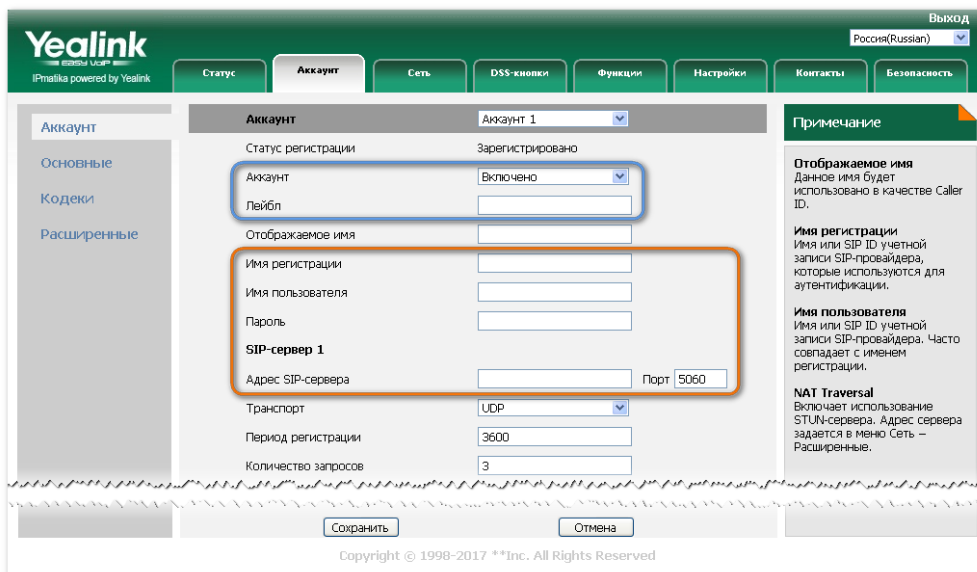 Выход
Yealink
EASY VOIP
IPmatika powered by Yealink
Россия(Russian)
Статус
Аккаунт
Сеть
DSS-кнопки
Функции
Настройки
Контакты
Безопасность
Аккаунт
Основные
Кодеки
Расширенные
Аккаунт Аккаунт 1
Статус регистрации Зарегистрировано
Аккаунт Включено
Лейбл
Отображаемое имя
Имя регистрации
Имя пользователя
Пароль
SIP-сервер 1
Адрес SIP-сервера Порт 5060
Транспорт UDP
Период регистрации 3600
Количество запросов 3
Сохранить Отмена
Примечание
Отображаемое имя
Данное имя будет
использовано в качестве Caller
ID.
Имя регистрации
Имя или SIP ID учетной
записи SIP-провайдера,
которые используются для
аутентификации.
Имя пользователя
Имя или SIP ID учетной
записи SIP-провайдера. Часто
совпадает с именем
регистрации.
NAT Traversal
Включает использование
STUN-сервера. Адрес сервера
задается в меню Сеть –
Расширенные.
Copyright © 1998-2017 **Inc. All Rights Reserved